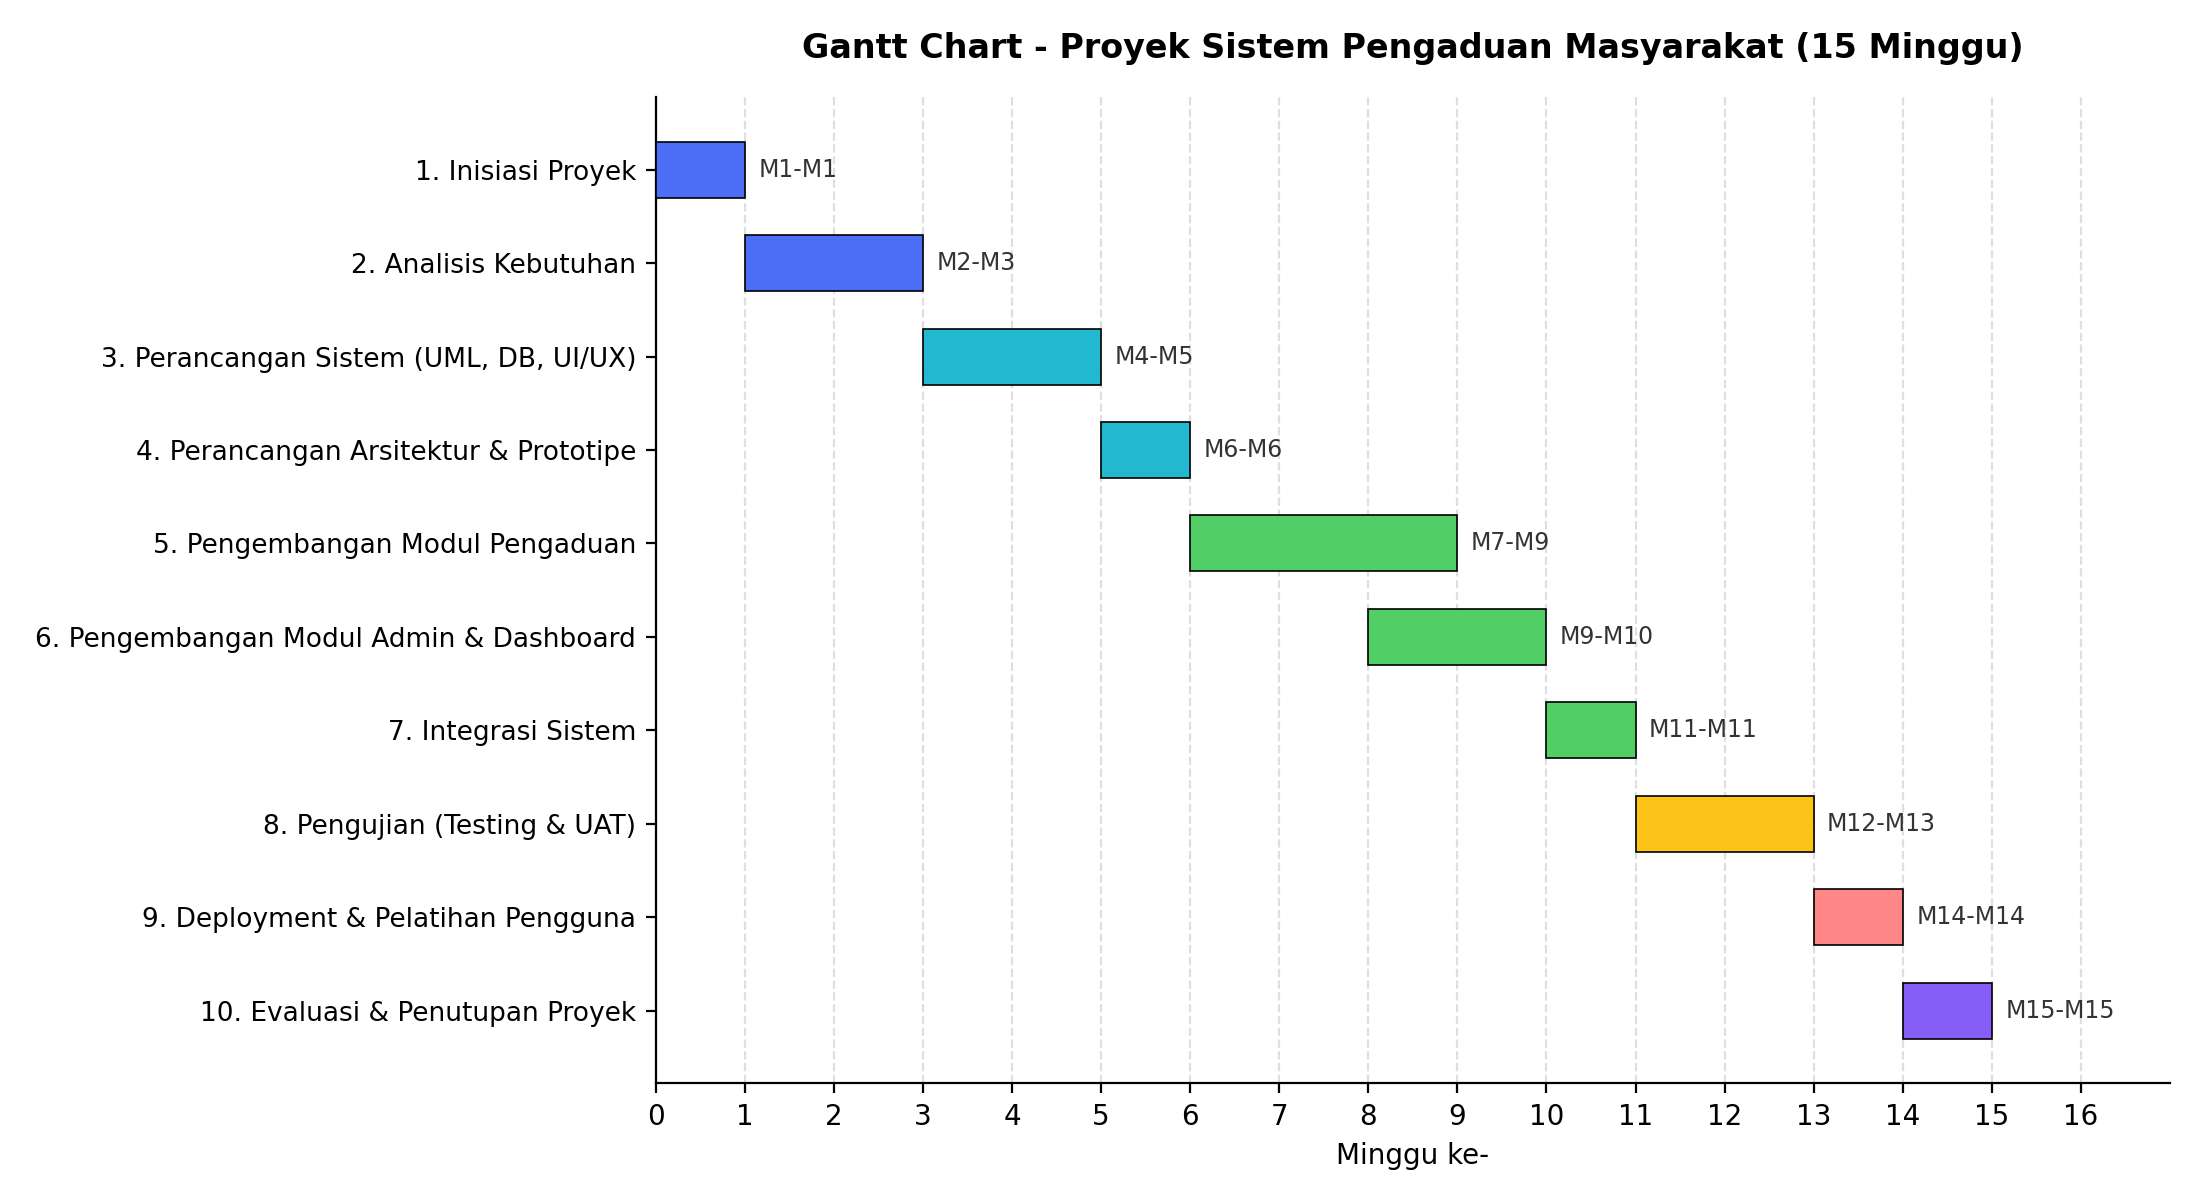 Gantt Chart - Proyek Sistem Pengaduan Masyarakat (15 Minggu)
1. Inisiasi Proyek
M1-M1
2. Analisis Kebutuhan
M2-M3
3. Perancangan Sistem (UML, DB, UI/UX)
M4-M5
4. Perancangan Arsitektur & Prototipe
M6-M6
5. Pengembangan Modul Pengaduan
M7-M9
6. Pengembangan Modul Admin & Dashboard
M9-M10
7. Integrasi Sistem
M11-M11
8. Pengujian (Testing & UAT)
M12-M13
9. Deployment & Pelatihan Pengguna
M14-M14
10. Evaluasi & Penutupan Proyek
M15-M15
0 1 2 3 4 5 6 7 8 9 10 11 12 13 14 15 16
Minggu ke-